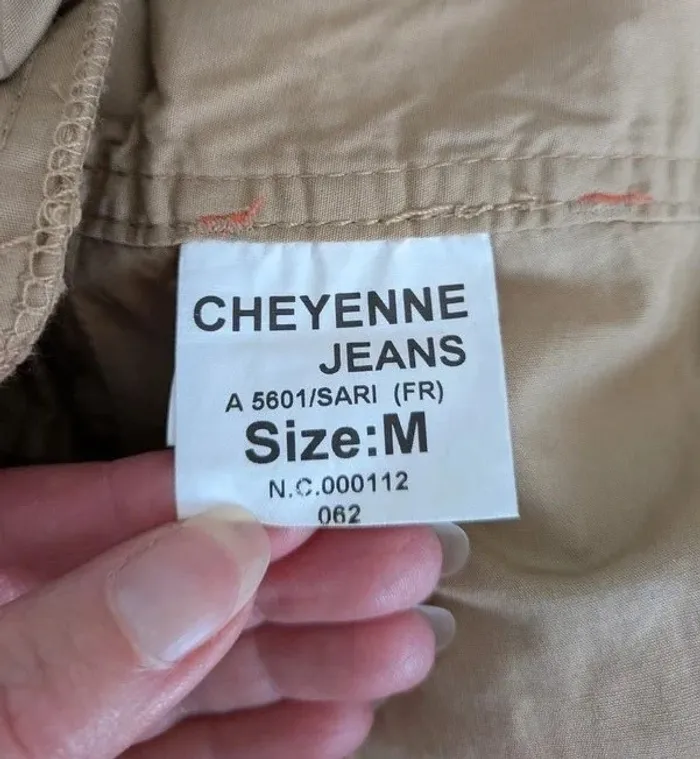 CHEYENNE
JEANS
A 5601/SARI (FR)
Size:M
N.C.000112
062